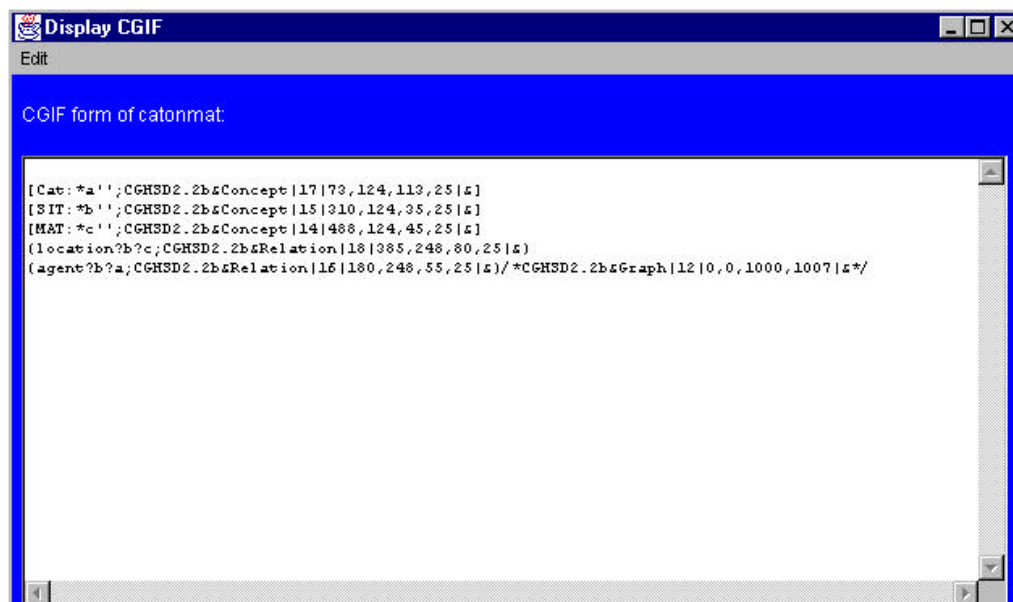 Display CGIF
Edit
CGIF form of catonmat:
[Cat:*a'';CGHSD2.2b&Concept|17|73,124,113,25|&]
[SIT:*b'';CGHSD2.2b&Concept|15|310,124,35,25|&]
[MAT:*c'';CGHSD2.2b&Concept|14|488,124,45,25|&]
(location?b?c;CGHSD2.2b&Relation|18|385,248,80,25|&)
(agent?b?a;CGHSD2.2b&Relation|16|180,248,55,25|&)/*CGHSD2.2b&Graph|12|0,0,1000,1007|&*/